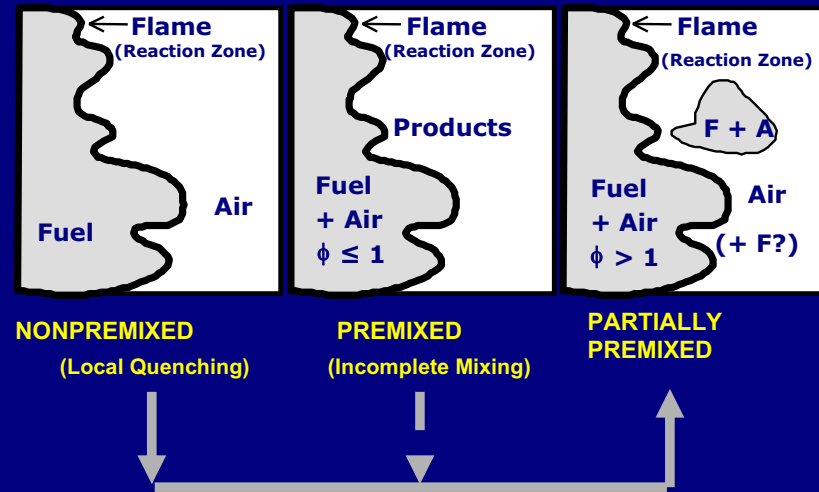 Flame
(Reaction Zone)
Fuel
Air
Flame
(Reaction Zone)
Products
Fuel
+ Air
ϕ ≤ 1
Flame
(Reaction Zone)
F + A
Fuel
+ Air
ϕ > 1
Air
(+ F?)
NONPREMIXED
(Local Quenching)
PREMIXED
(Incomplete Mixing)
PARTIALLY
PREMIXED